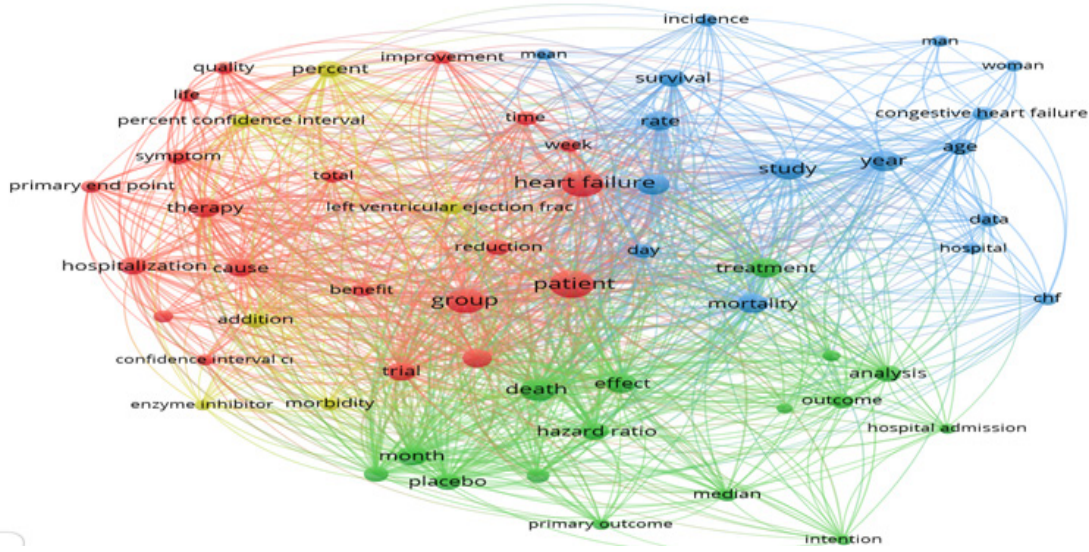 incidence
man
improvement
mean
quality
percent
survival
woman
life
percent confidence interval
time
rate
congestive heart failure
symptom
week
age
primary end point
total
heart failure
study
year
therapy
left ventricular ejection frac
data
reduction
day
hospital
hospitalization
cause
treatment
benefit
patient
group
mortality
chf
addition
confidence interval ci
trial
death
effect
analysis
enzyme inhibitor
morbidity
outcome
hazard ratio
hospital admission
month
placebo
median
primary outcome
intention